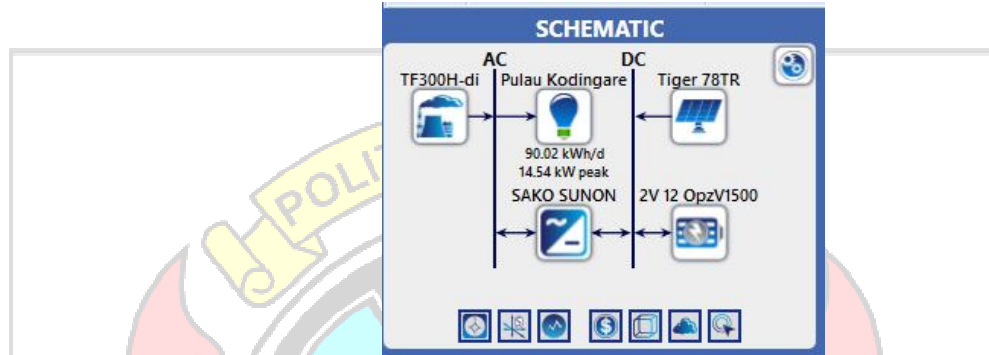 SCHEMATIC
AC DC
TF300H-di Pulau Kodingare Tiger 78TR
90.02 kWh/d
14.54 kW peak
SAKO SUNON 2V 12 OpzV1500
POLIT